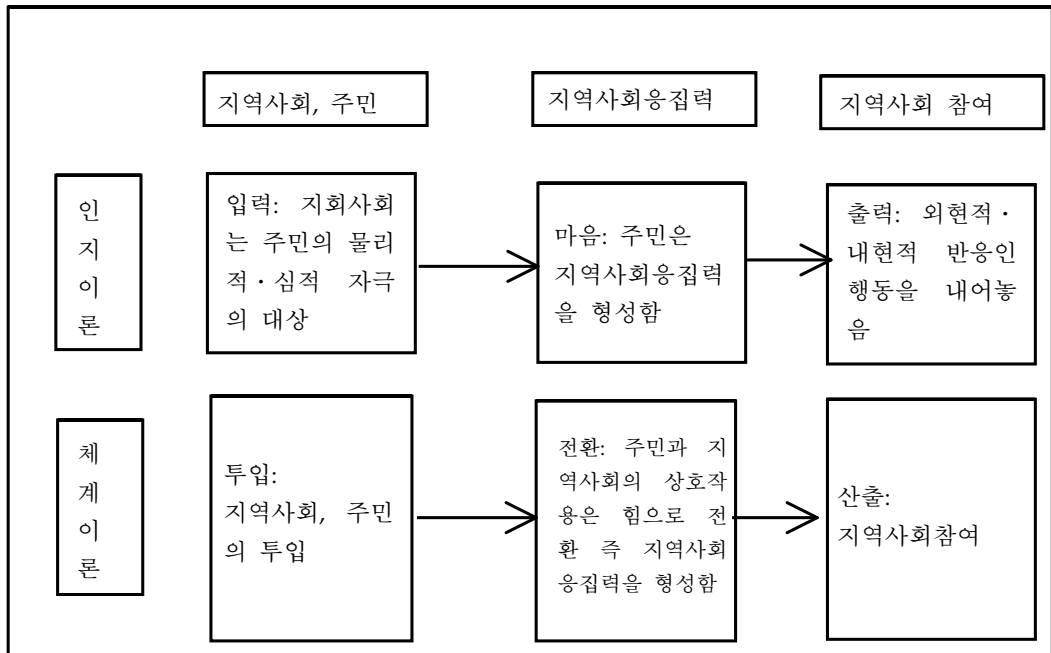 지역사회, 주민
지역사회응집력
지역사회 참여
인
지
이
론
입력: 지회사회
는 주민의 물리
적·심적 자극
의 대상
마음: 주민은
지역사회응집력
을 형성함
출력: 외현적·
내현적 반응인
행동을 내어놓
음
체
계
이
론
투입:
지역사회, 주민
의 투입
전환: 주민과 지
역사회의 상호작
용은 힘으로 전
환 즉 지역사회
응집력을 형성함
산출:
지역사회참여